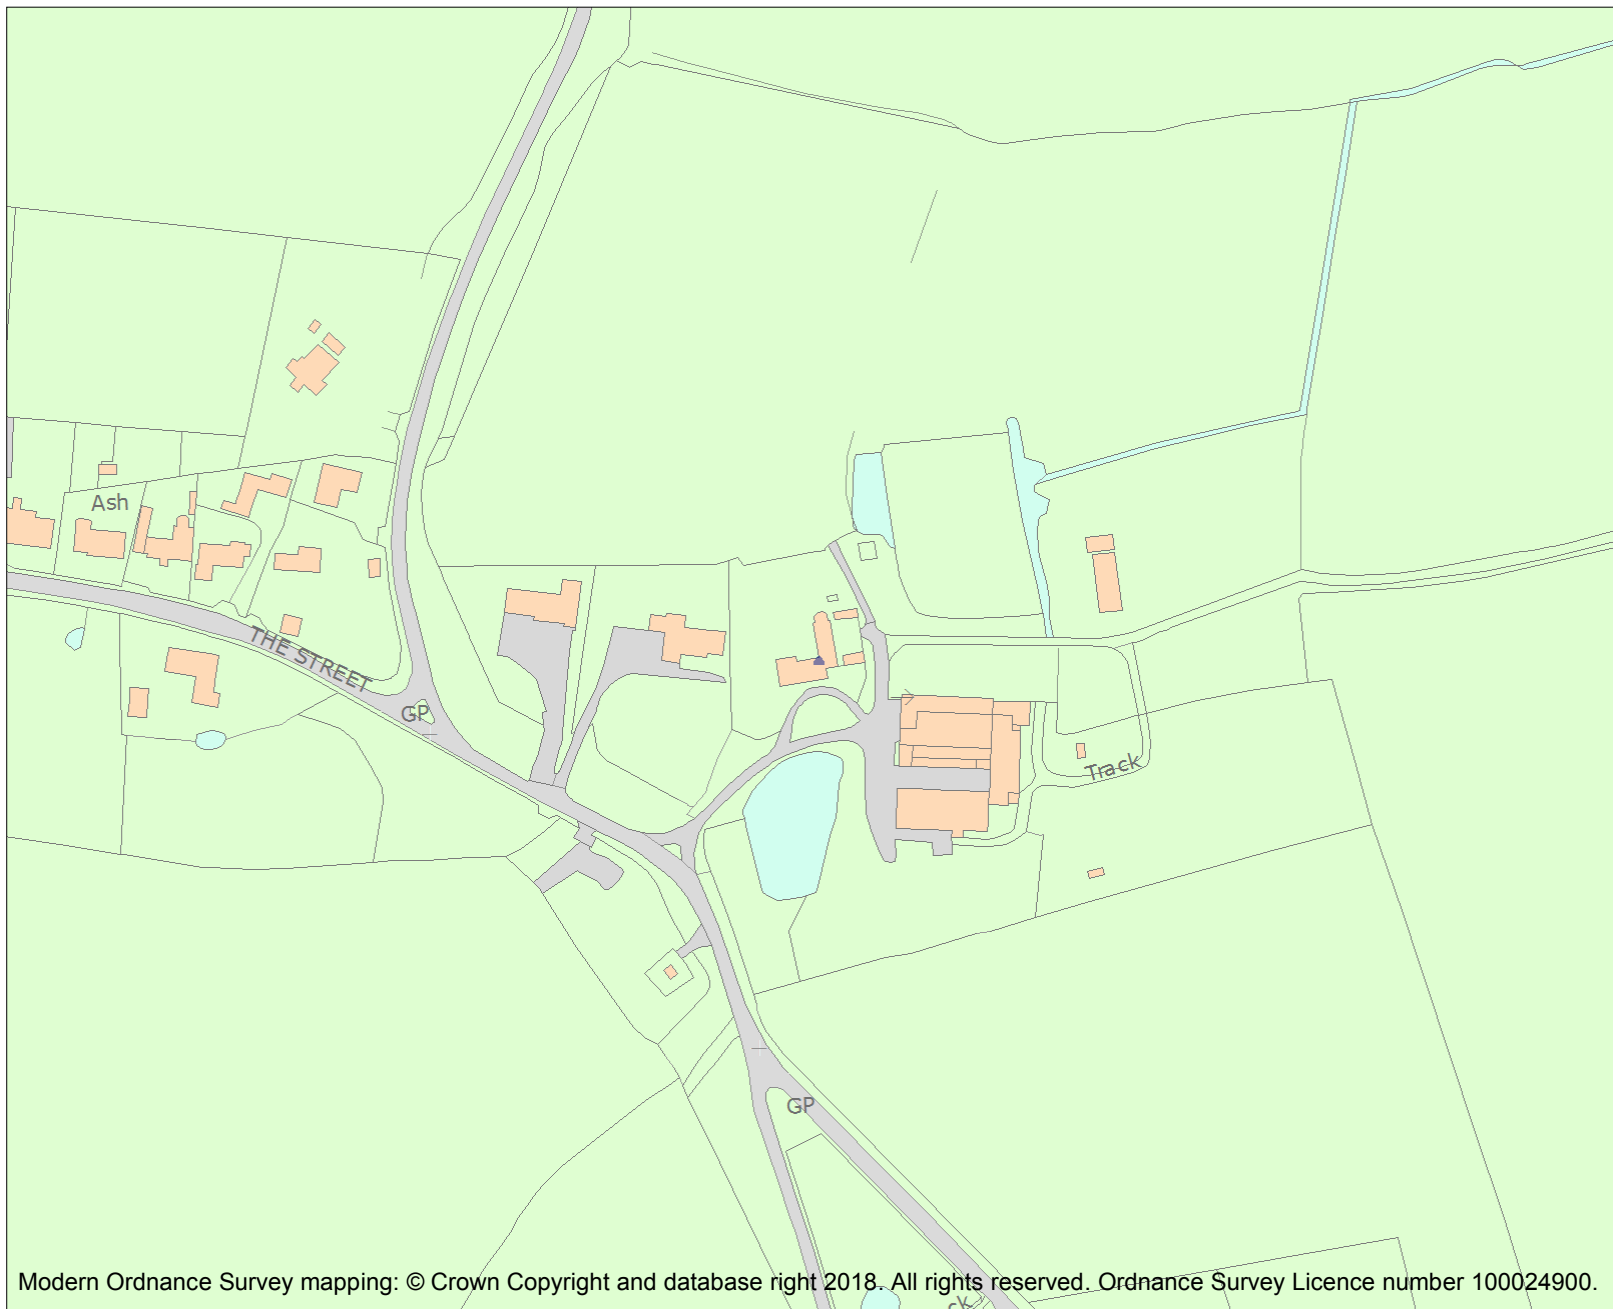 Ash
THE STREET
GP
Track
GP
Modern Ordnance Survey mapping: © Crown Copyright and database right 2018. All rights reserved. Ordnance Survey Licence number 100024900.